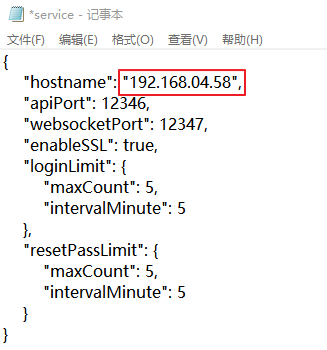 *service - 记事本
文件(F) 编辑(E) 格式(O) 查看(V) 帮助(H)
{
"hostname": "192.168.04.58",
"apiPort": 12346,
"websocketPort": 12347,
"enableSSL": true,
"loginLimit": {
"maxCount": 5,
"intervalMinute": 5
},
"resetPassLimit": {
"maxCount": 5,
"intervalMinute": 5
}
}